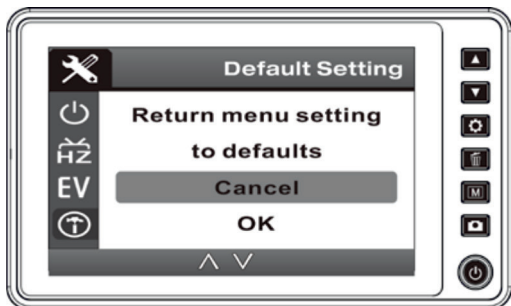 Default Setting
Return menu setting
to defaults
HZ
EV
Cancel
OK
M